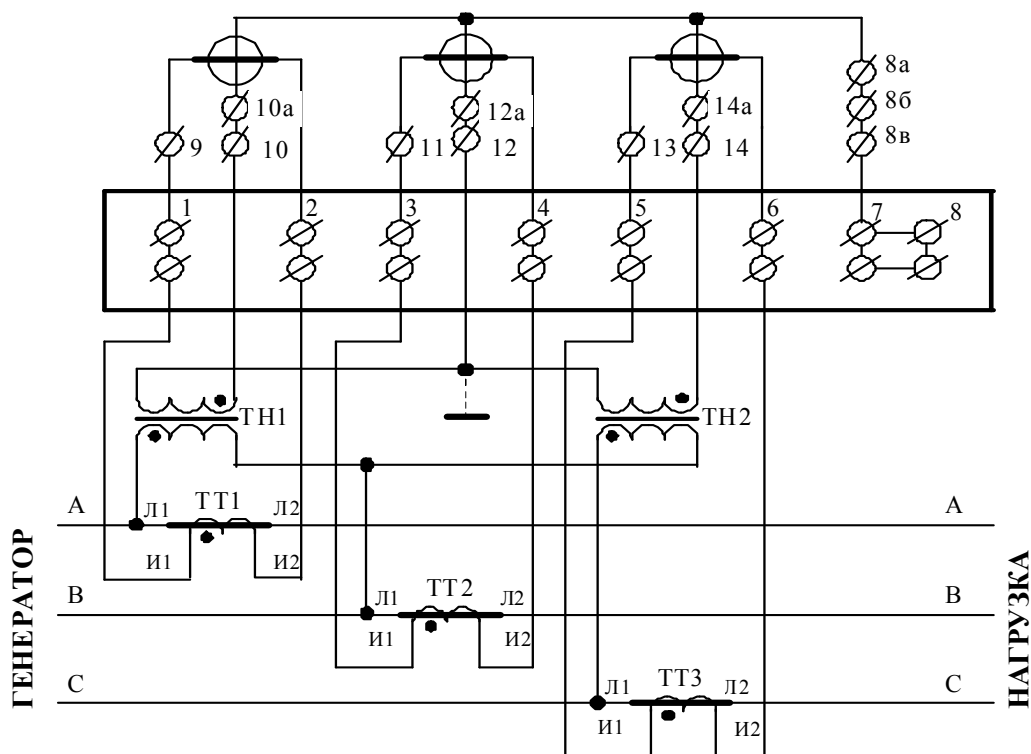 8а
10а 12а 14а 8б
9 10 11 12 13 14 8в
1 2 3 4 5 6 7 8
ТН1 ТН2
А Л1 ТТ1 Л2 А
И1 И2
В Л1 ТТ2 Л2 В
И1 И2
С Л1 ТТ3 Л2 С
И1 И2
ГЕНЕРАТОР
НАГРУЗКА